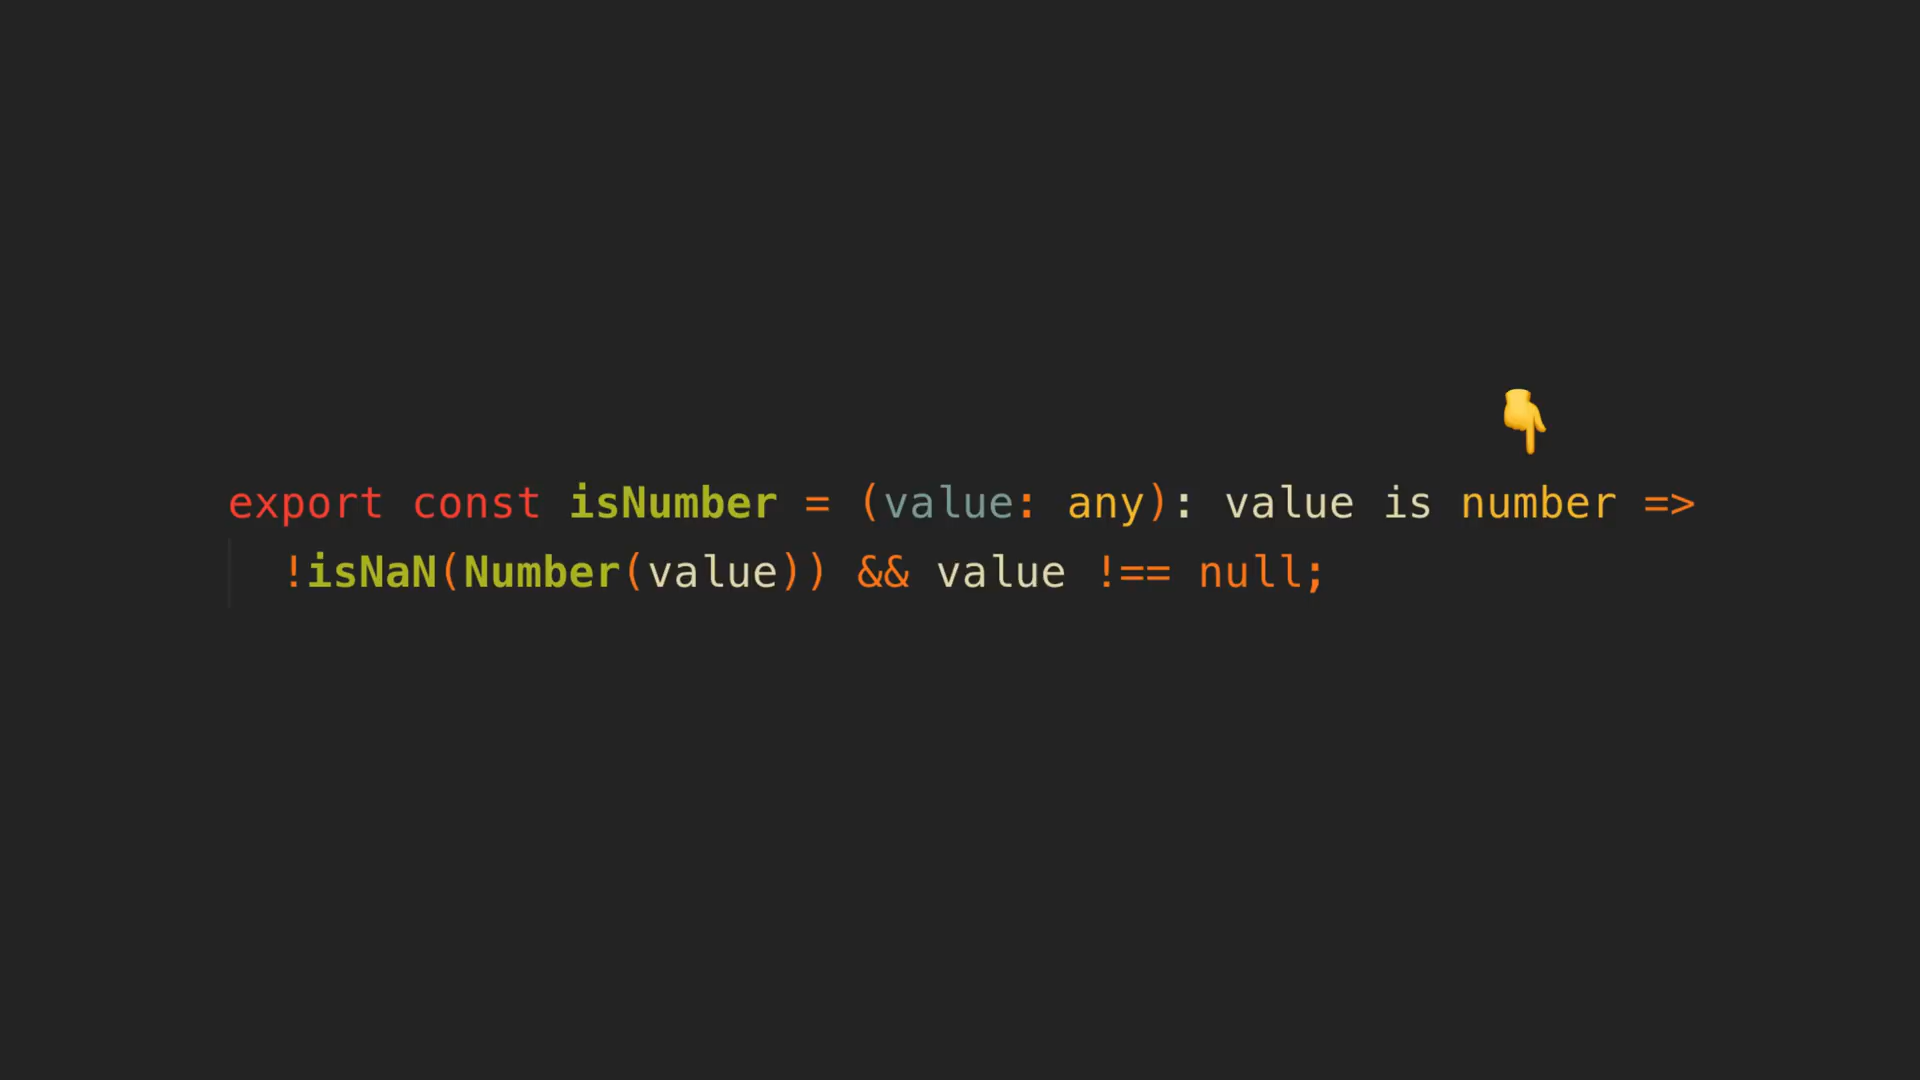 export const isNumber = (value: any): value is number =>
!isNaN(Number(value)) && value !== null;